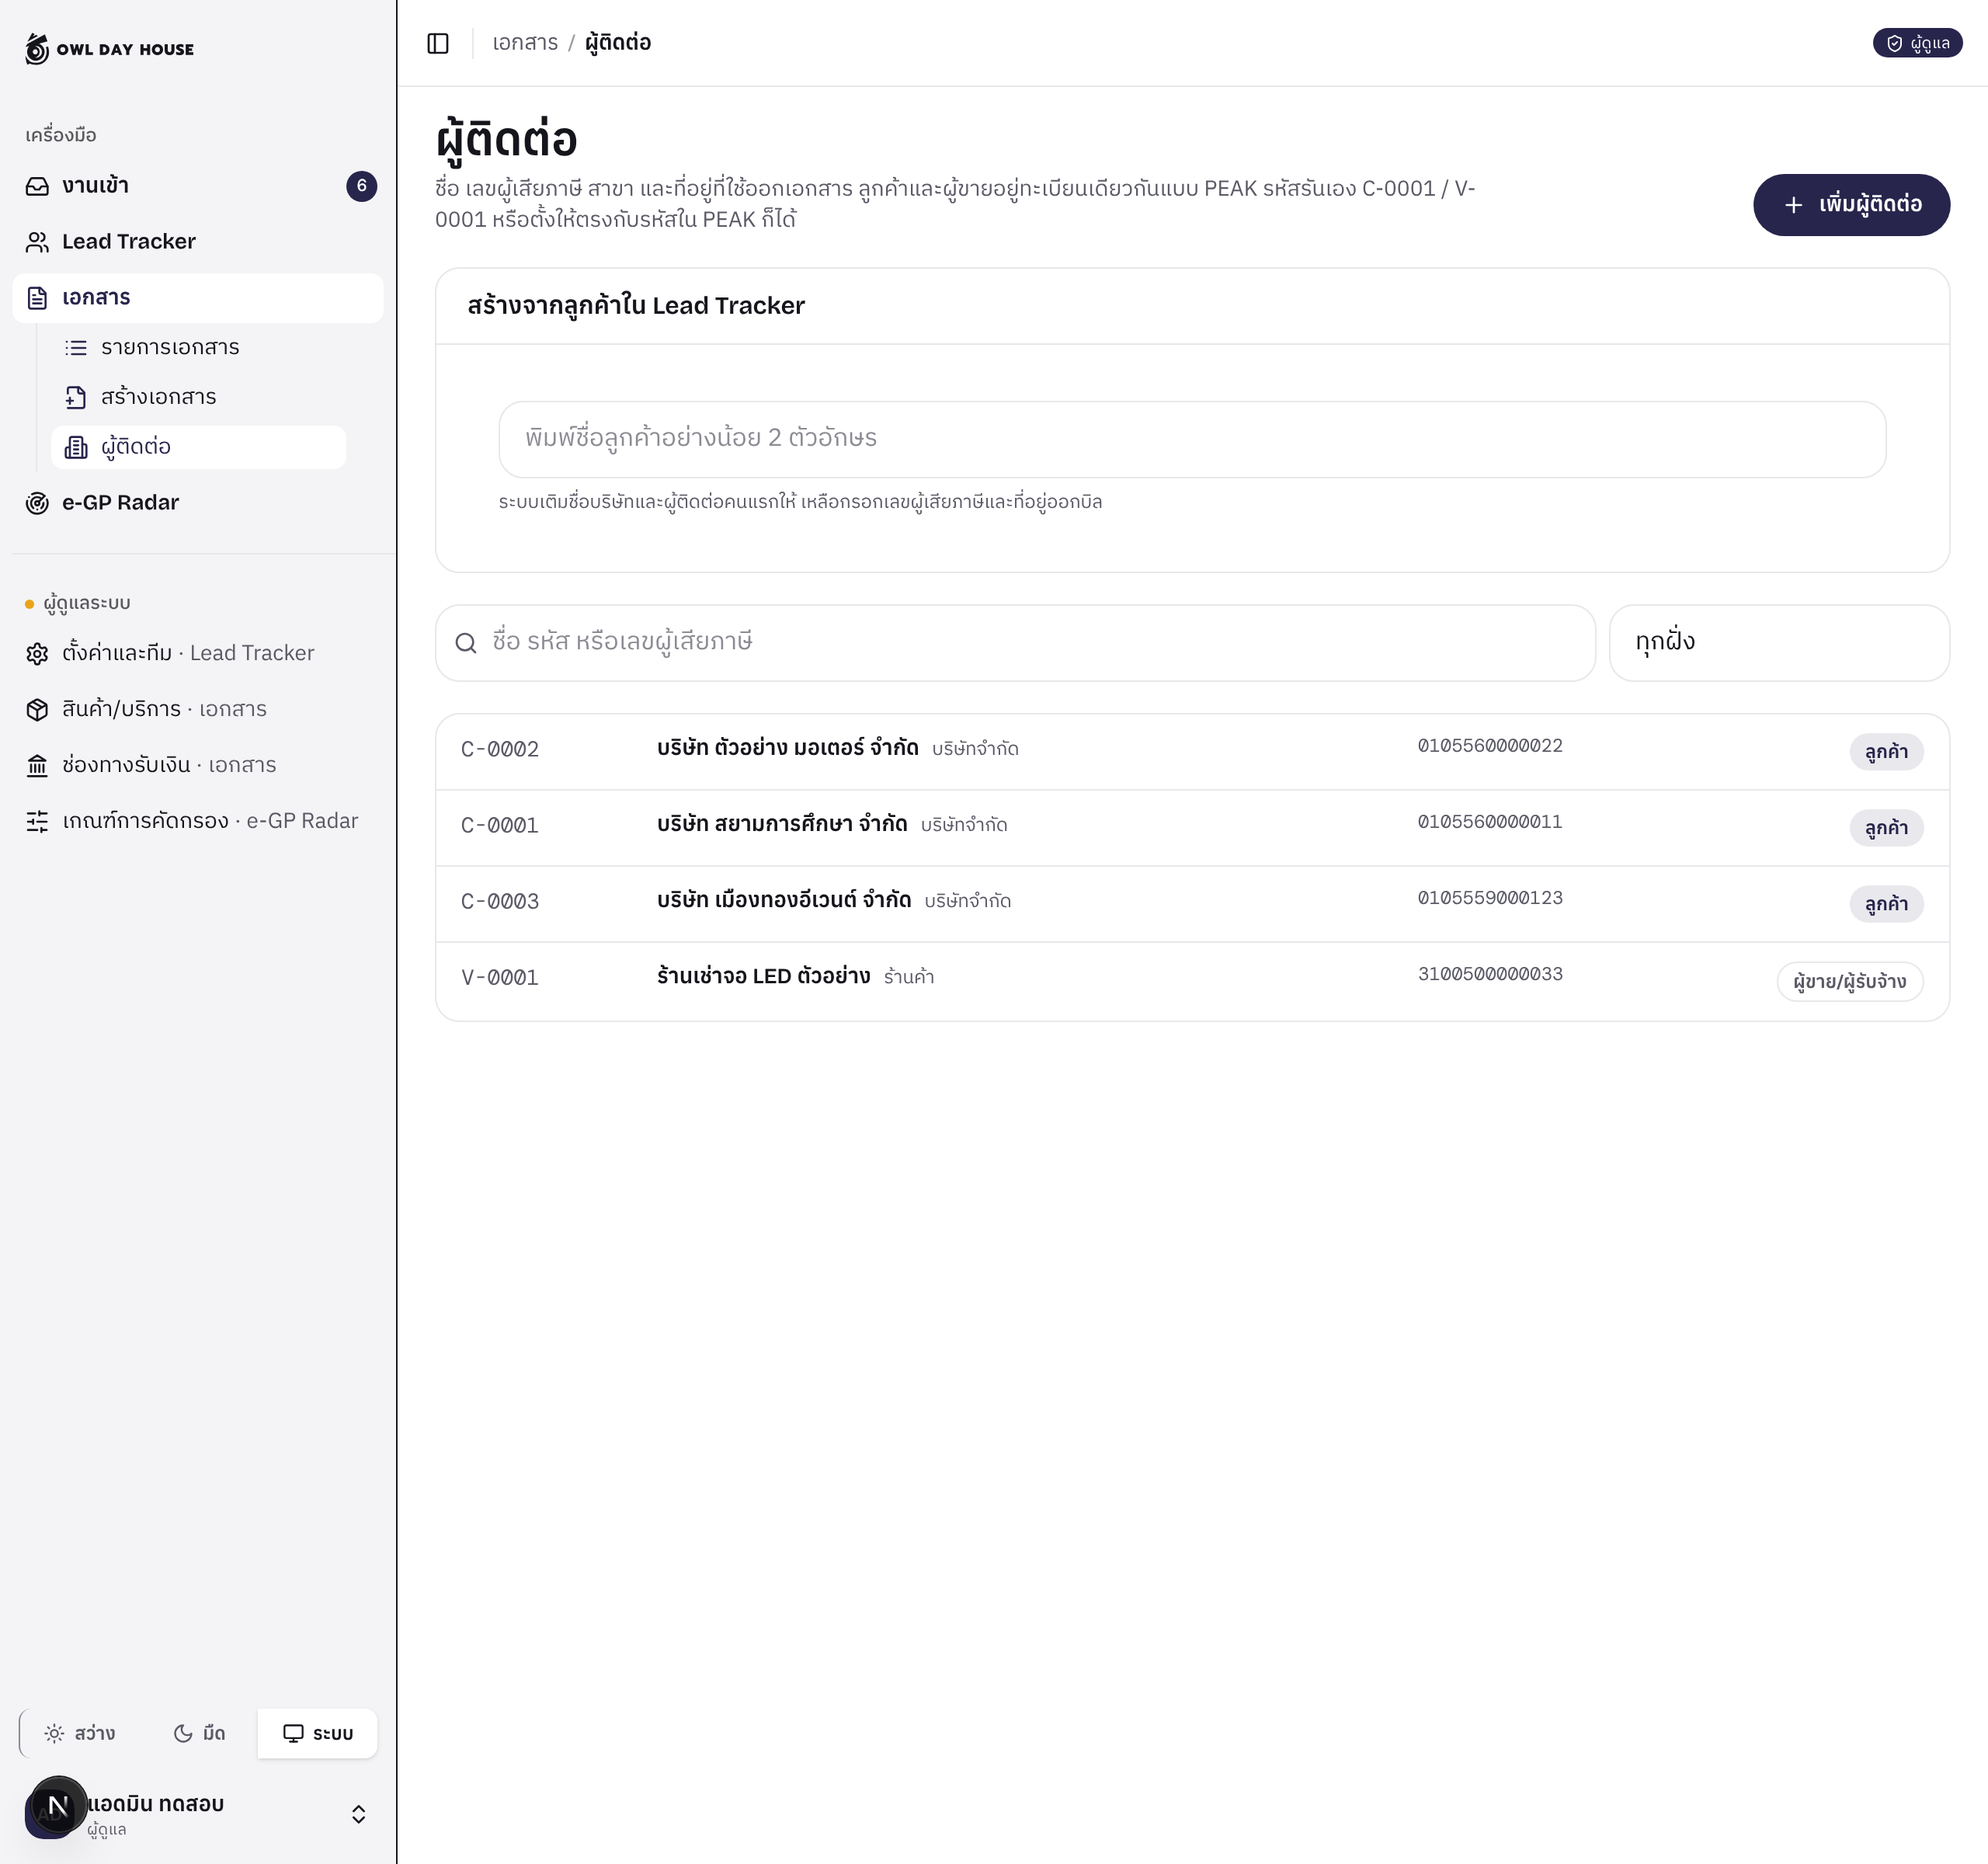 OWL DAY HOUSE
เอกสาร / ผู้ติดต่อ
ผู้ดูแล
เครื่องมือ
งานเข้า 6
Lead Tracker
เอกสาร
รายการเอกสาร
สร้างเอกสาร
ผู้ติดต่อ
e-GP Radar
ผู้ดูแลระบบ
ตั้งค่าและทีม · Lead Tracker
สินค้า/บริการ · เอกสาร
ช่องทางรับเงิน · เอกสาร
เกณฑ์การคัดกรอง · e-GP Radar
สว่าง มืด ระบบ
N แอดมิน ทดสอบ
ผู้ดูแล
ผู้ติดต่อ
ชื่อ เลขผู้เสียภาษี สาขา และที่อยู่ที่ใช้ออกเอกสาร ลูกค้าและผู้ขายอยู่ทะเบียนเดียวกันแบบ PEAK รหัสรันเอง C-0001 / V-
0001 หรือตั้งให้ตรงกับรหัสใน PEAK ก็ได้
เพิ่มผู้ติดต่อ
สร้างจากลูกค้าใน Lead Tracker
พิมพ์ชื่อลูกค้าอย่างน้อย 2 ตัวอักษร
ระบบเติมชื่อบริษัทและผู้ติดต่อคนแรกให้ เหลือกรอกเลขผู้เสียภาษีและที่อยู่ออกบิล
ชื่อ รหัส หรือเลขผู้เสียภาษี
ทุกฝั่ง
C-0002 บริษัท ตัวอย่าง มอเตอร์ จำกัด บริษัทจำกัด 0105560000022 ลูกค้า
C-0001 บริษัท สยามการศึกษา จำกัด บริษัทจำกัด 0105560000011 ลูกค้า
C-0003 บริษัท เมืองทองอีเวนต์ จำกัด บริษัทจำกัด 0105559000123 ลูกค้า
V-0001 ร้านเช่าจอ LED ตัวอย่าง ร้านค้า 3100500000033 ผู้ขาย/ผู้รับจ้าง